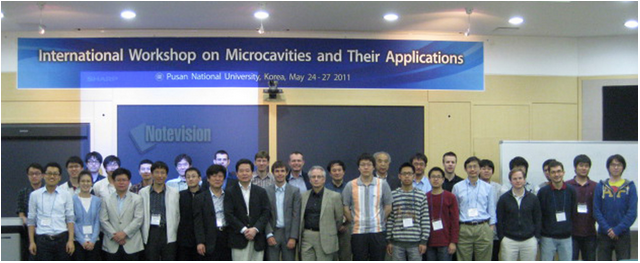 International Workshop on Microcavities and Their Applications
Pusan National University, Korea, May 24 - 27 2011
Notevision